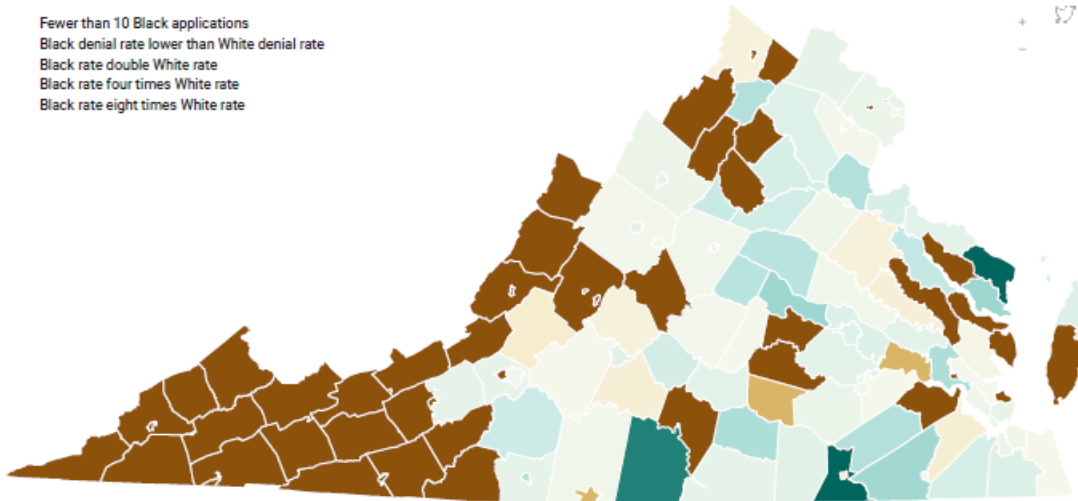 Fewer than 10 Black applications
Black denial rate lower than White denial rate
Black rate double White rate
Black rate four times White rate
Black rate eight times White rate
+
−